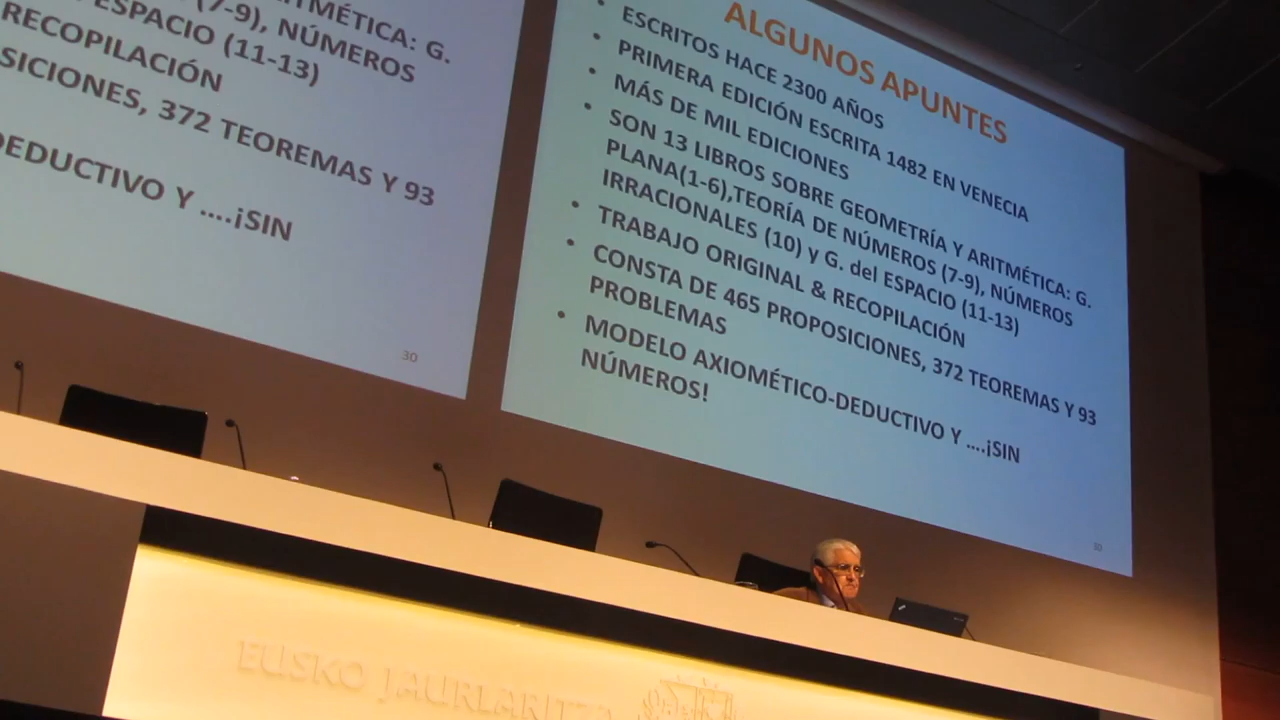 RITMÉTICA: G.
(7-9), NÚMEROS
ESPACIO (11-13)
RECOPILACIÓN
SICIONES, 372 TEOREMAS Y 93
DEDUCTIVO Y ....¡SIN
30
ALGUNOS APUNTES
• ESCRITOS HACE 2300 AÑOS
• PRIMERA EDICIÓN ESCRITA 1482 EN VENECIA
• MÁS DE MIL EDICIONES
• SON 13 LIBROS SOBRE GEOMETRÍA Y ARITMÉTICA: G.
PLANA(1-6),TEORÍA DE NÚMEROS (7-9), NÚMEROS
IRRACIONALES (10) y G. del ESPACIO (11-13)
• TRABAJO ORIGINAL & RECOPILACIÓN
• CONSTA DE 465 PROPOSICIONES, 372 TEOREMAS Y 93
PROBLEMAS
• MODELO AXIOMÉTICO-DEDUCTIVO Y ....¡SIN
NÚMEROS!
30
EUSKO JAURLARITZA